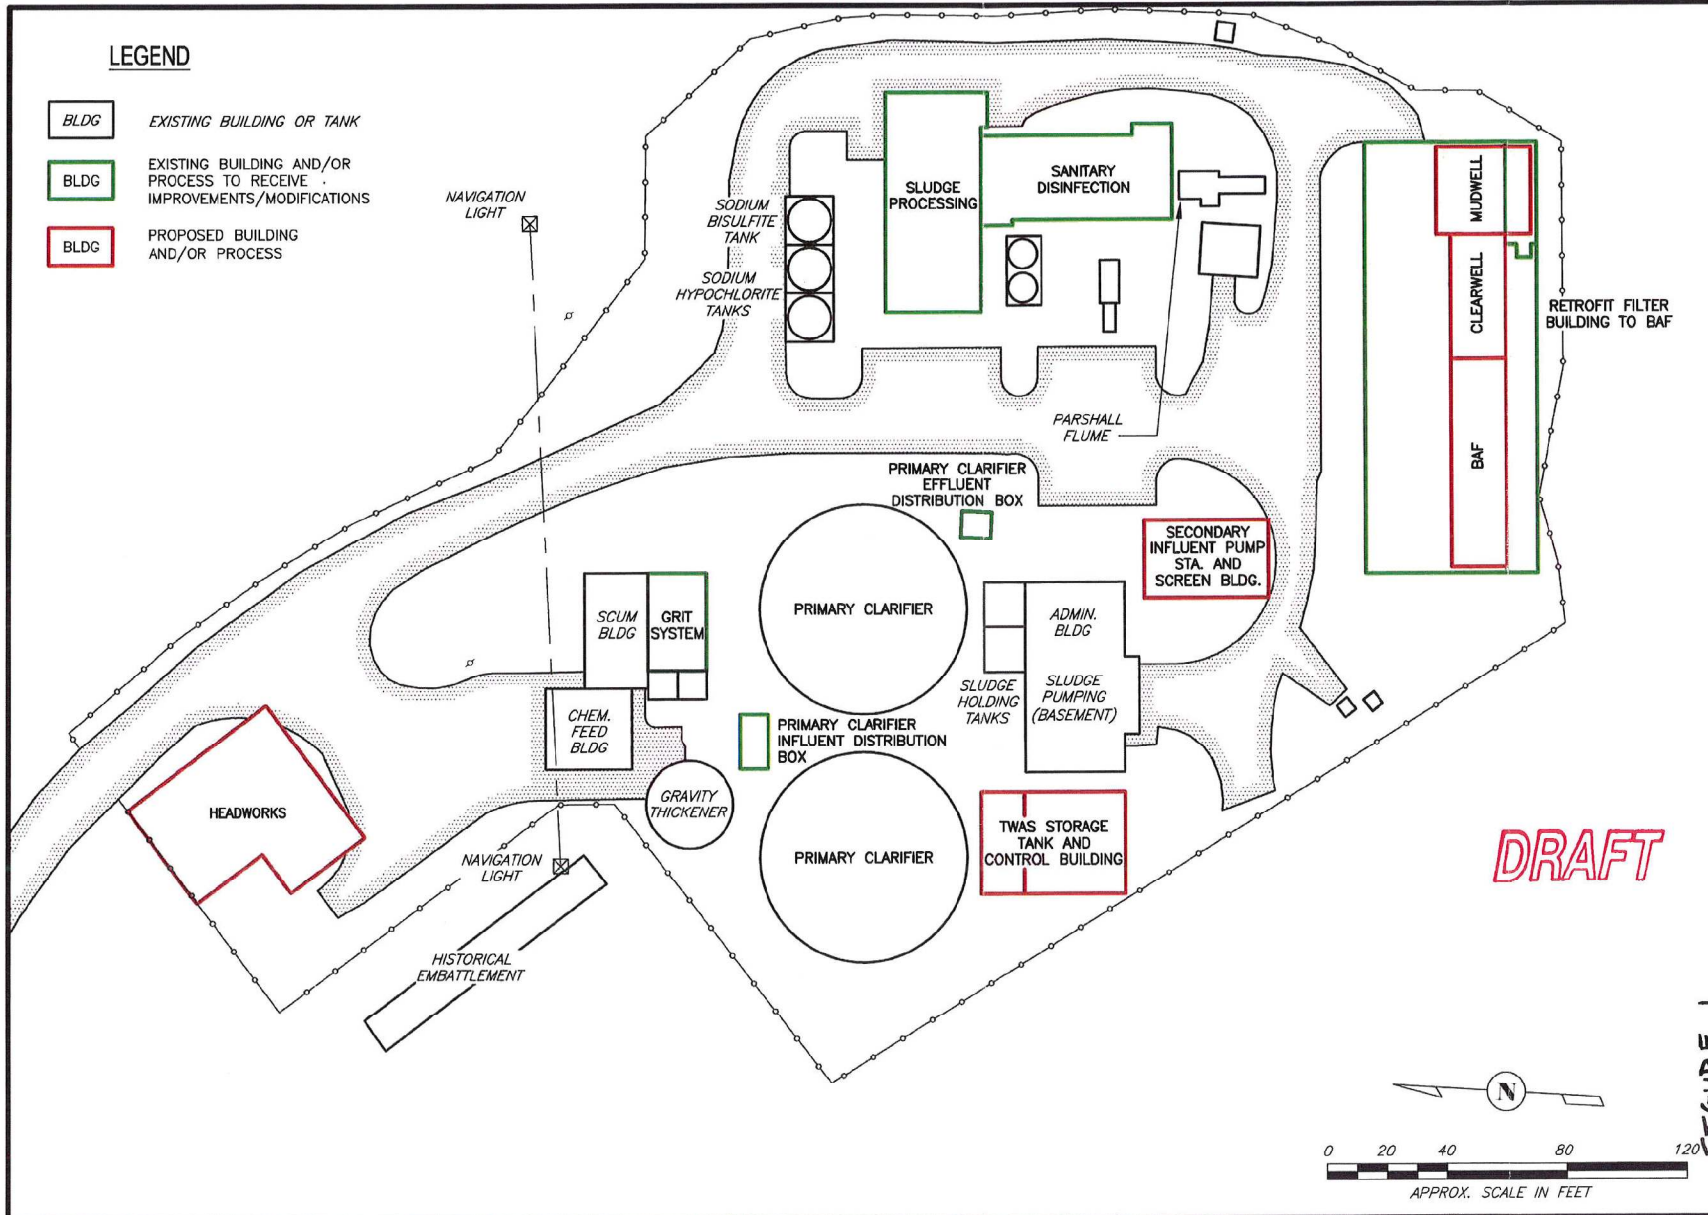 LEGEND
BLDG
EXISTING BUILDING OR TANK
BLDG
EXISTING BUILDING AND/OR
PROCESS TO RECEIVE .
IMPROVEMENTS/MODIFICATIONS
BLDG
PROPOSED BUILDING
AND/OR PROCESS
NAVIGATION
LIGHT
SODIUM
BISULFITE
TANK
SODIUM
HYPOCHLORITE
TANKS
SLUDGE
PROCESSING
SANITARY
DISINFECTION
MUDWELL
CLEARWELL
BAF
RETROFIT FILTER
BUILDING TO BAF
PARSHALL
FLUME
PRIMARY CLARIFIER
EFFLUENT
DISTRIBUTION BOX
SECONDARY
INFLUENT PUMP
STA. AND
SCREEN BLDG.
SCUM
BLDG
GRIT
SYSTEM
PRIMARY CLARIFIER
ADMIN.
BLDG
SLUDGE
PUMPING
(BASEMENT)
SLUDGE
HOLDING
TANKS
CHEM.
FEED
BLDG
PRIMARY CLARIFIER
INFLUENT DISTRIBUTION
BOX
HEADWORKS
GRAVITY
THICKENER
NAVIGATION
LIGHT
PRIMARY CLARIFIER
TWAS STORAGE
TANK AND
CONTROL BUILDING
DRAFT
HISTORICAL
EMBATTLEMENT
N
0 20 40 80 120
APPROX. SCALE IN FEET
FIGURE 1